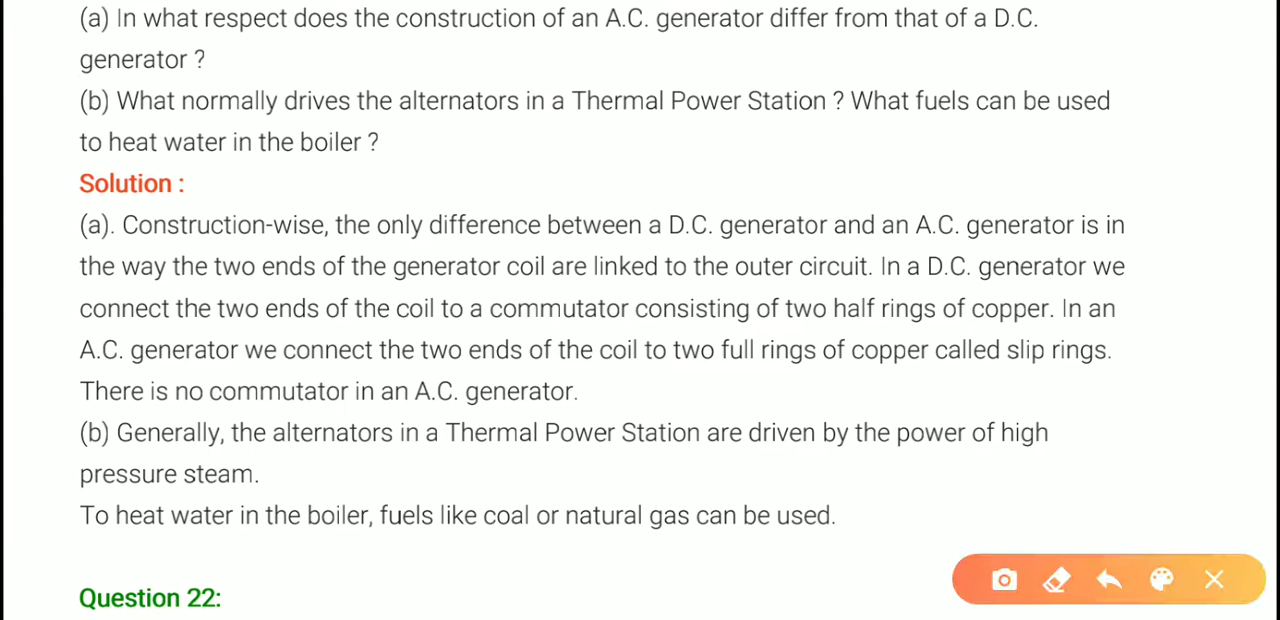 (a) In what respect does the construction of an A.C. generator differ from that of a D.C.
generator ?
(b) What normally drives the alternators in a Thermal Power Station ? What fuels can be used
to heat water in the boiler ?
Solution :
(a). Construction-wise, the only difference between a D.C. generator and an A.C. generator is in
the way the two ends of the generator coil are linked to the outer circuit. In a D.C. generator we
connect the two ends of the coil to a commutator consisting of two half rings of copper. In an
A.C. generator we connect the two ends of the coil to two full rings of copper called slip rings.
There is no commutator in an A.C. generator.
(b) Generally, the alternators in a Thermal Power Station are driven by the power of high
pressure steam.
To heat water in the boiler, fuels like coal or natural gas can be used.
Question 22: